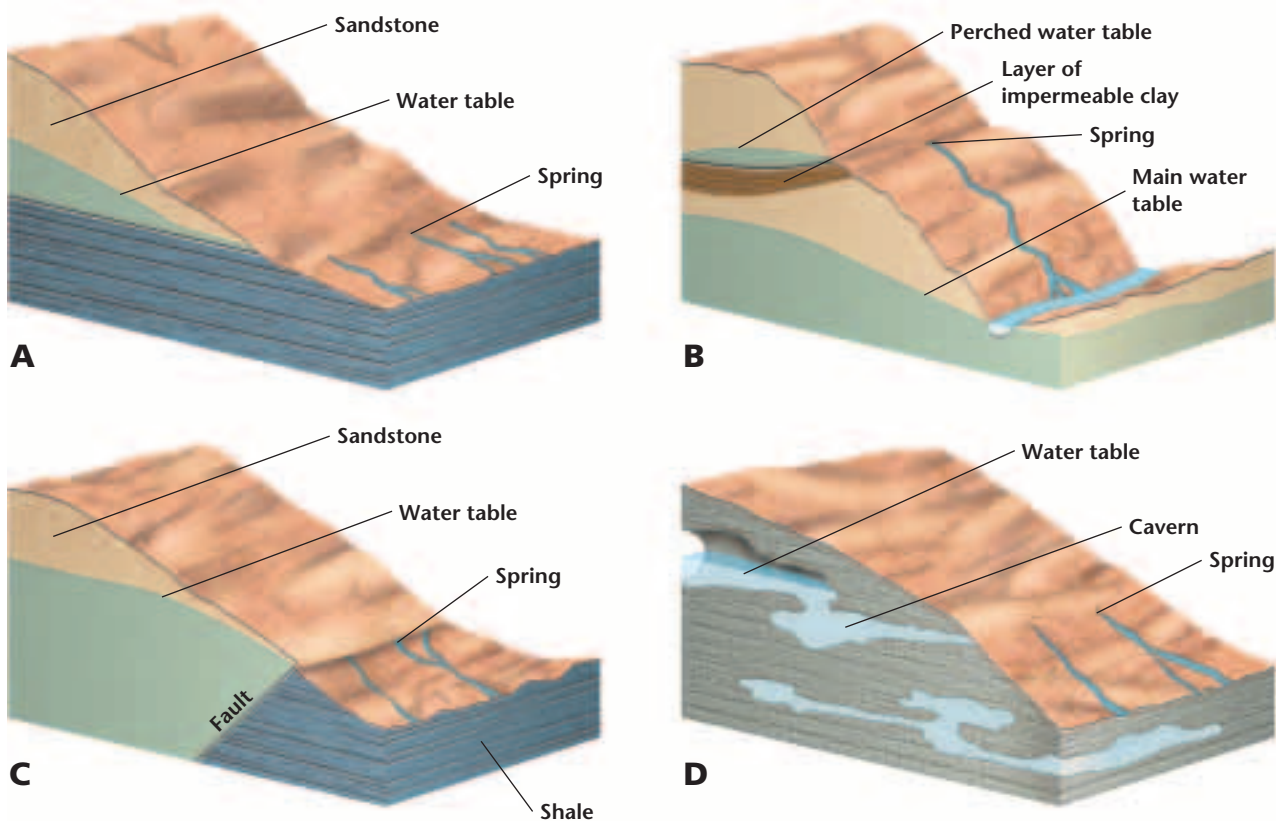 Sandstone
Water table
Spring
A
Perched water table
Layer of
impermeable clay
Spring
Main water
table
B
Sandstone
Water table
Spring
Fault
C
Shale
Water table
Cavern
Spring
D